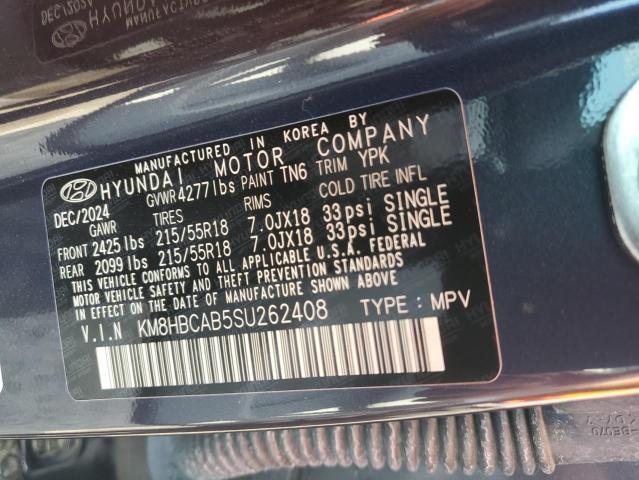 MANUFACTURED IN KOREA BY
HYUNDAI MOTOR COMPANY
DEC/2024 GVWR 4277 lbs PAINT TN6 TRIM YPK
GAWR TIRES RIMS COLD TIRE INFL
FRONT 2425 lbs 215/55R18 7.0JX18 33psi SINGLE
REAR 2099 lbs 215/55R18 7.0JX18 33psi SINGLE
THIS VEHICLE CONFORMS TO ALL APPLICABLE U.S.A. FEDERAL
MOTOR VEHICLE SAFETY AND THEFT PREVENTION STANDARDS
IN EFFECT ON THE DATE OF MANUFACTURE SHOWN ABOVE
V.I.N KM8HBCAB5SU262408 TYPE : MPV